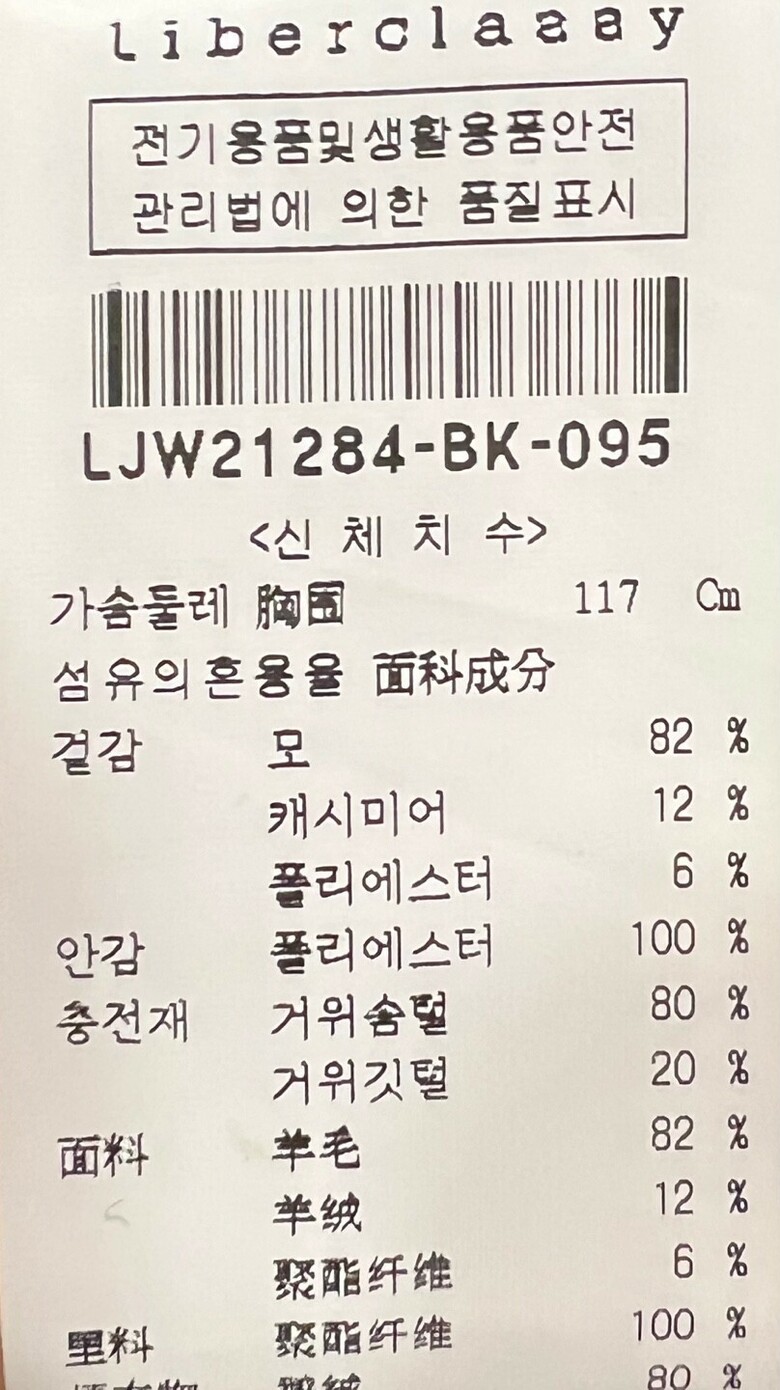 liberclassy
전기용품및생활용품안전
관리법에 의한 품질표시
LJW21284-BK-095
<신 체 치 수>
가슴둘레 胸围 117 Cm
섬유의혼용율 面料成分
겉감 모 82 %
캐시미어 12 %
폴리에스터 6 %
안감 폴리에스터 100 %
충전재 거위솜털 80 %
거위깃털 20 %
面料 羊毛 82 %
羊绒 12 %
聚酯纤维 6 %
里料 聚酯纤维 100 %
80 %